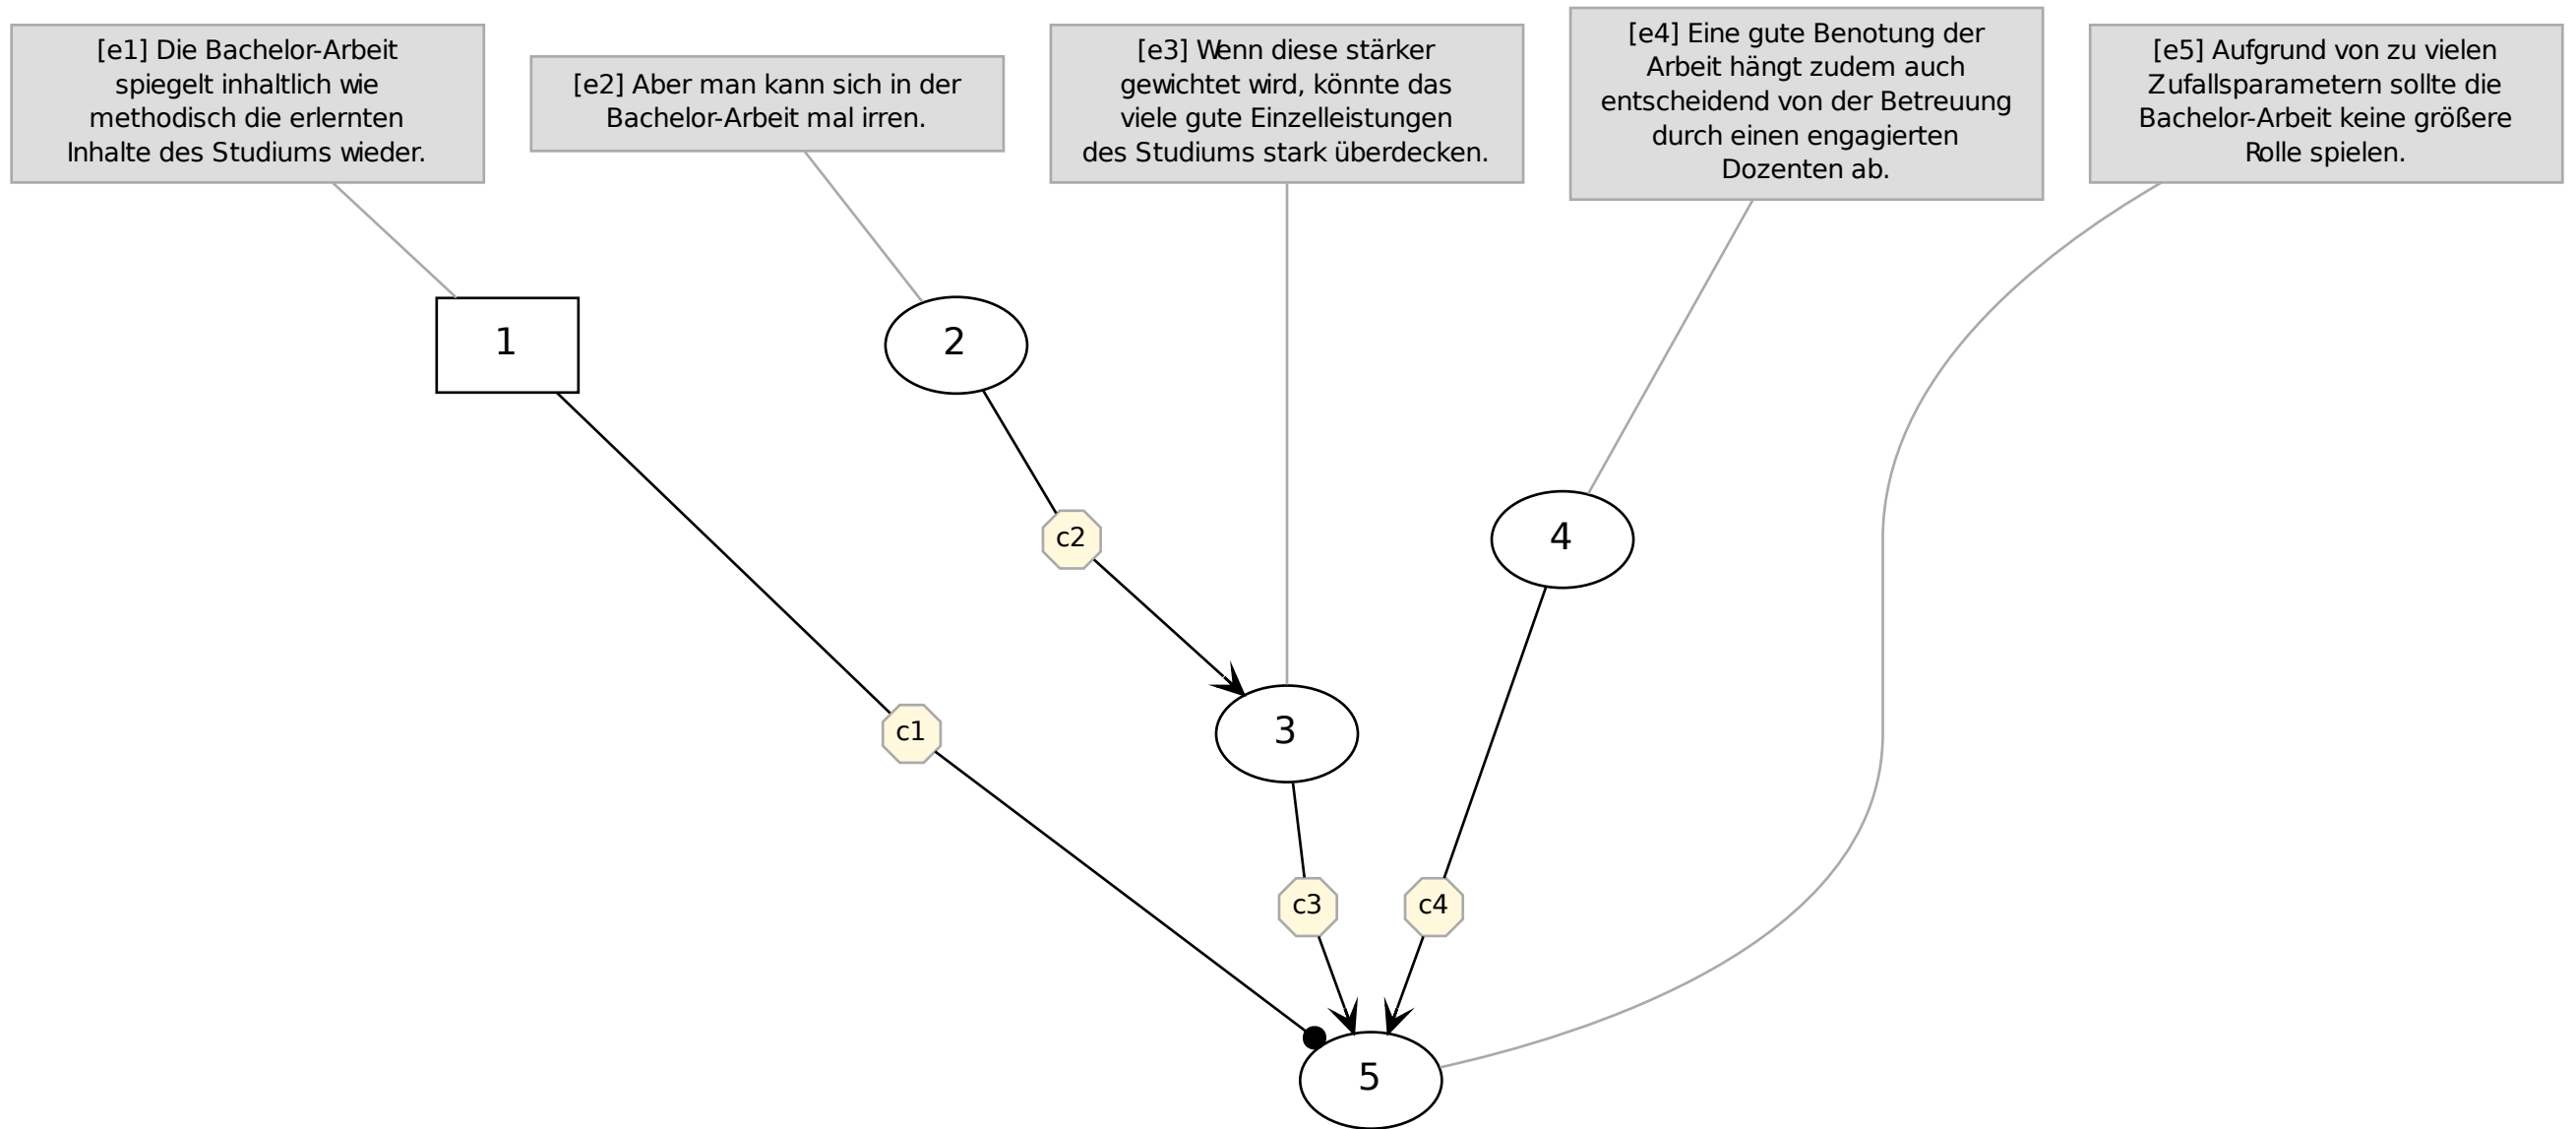 [e1] Die Bachelor-Arbeit
spiegelt inhaltlich wie
methodisch die erlernten
Inhalte des Studiums wieder.
[e2] Aber man kann sich in der
Bachelor-Arbeit mal irren.
[e3] Wenn diese stärker
gewichtet wird, könnte das
viele gute Einzelleistungen
des Studiums stark überdecken.
[e4] Eine gute Benotung der
Arbeit hängt zudem auch
entscheidend von der Betreuung
durch einen engagierten
Dozenten ab.
[e5] Aufgrund von zu vielen
Zufallsparametern sollte die
Bachelor-Arbeit keine größere
Rolle spielen.
1
2
c2
4
c1
3
c3
c4
5